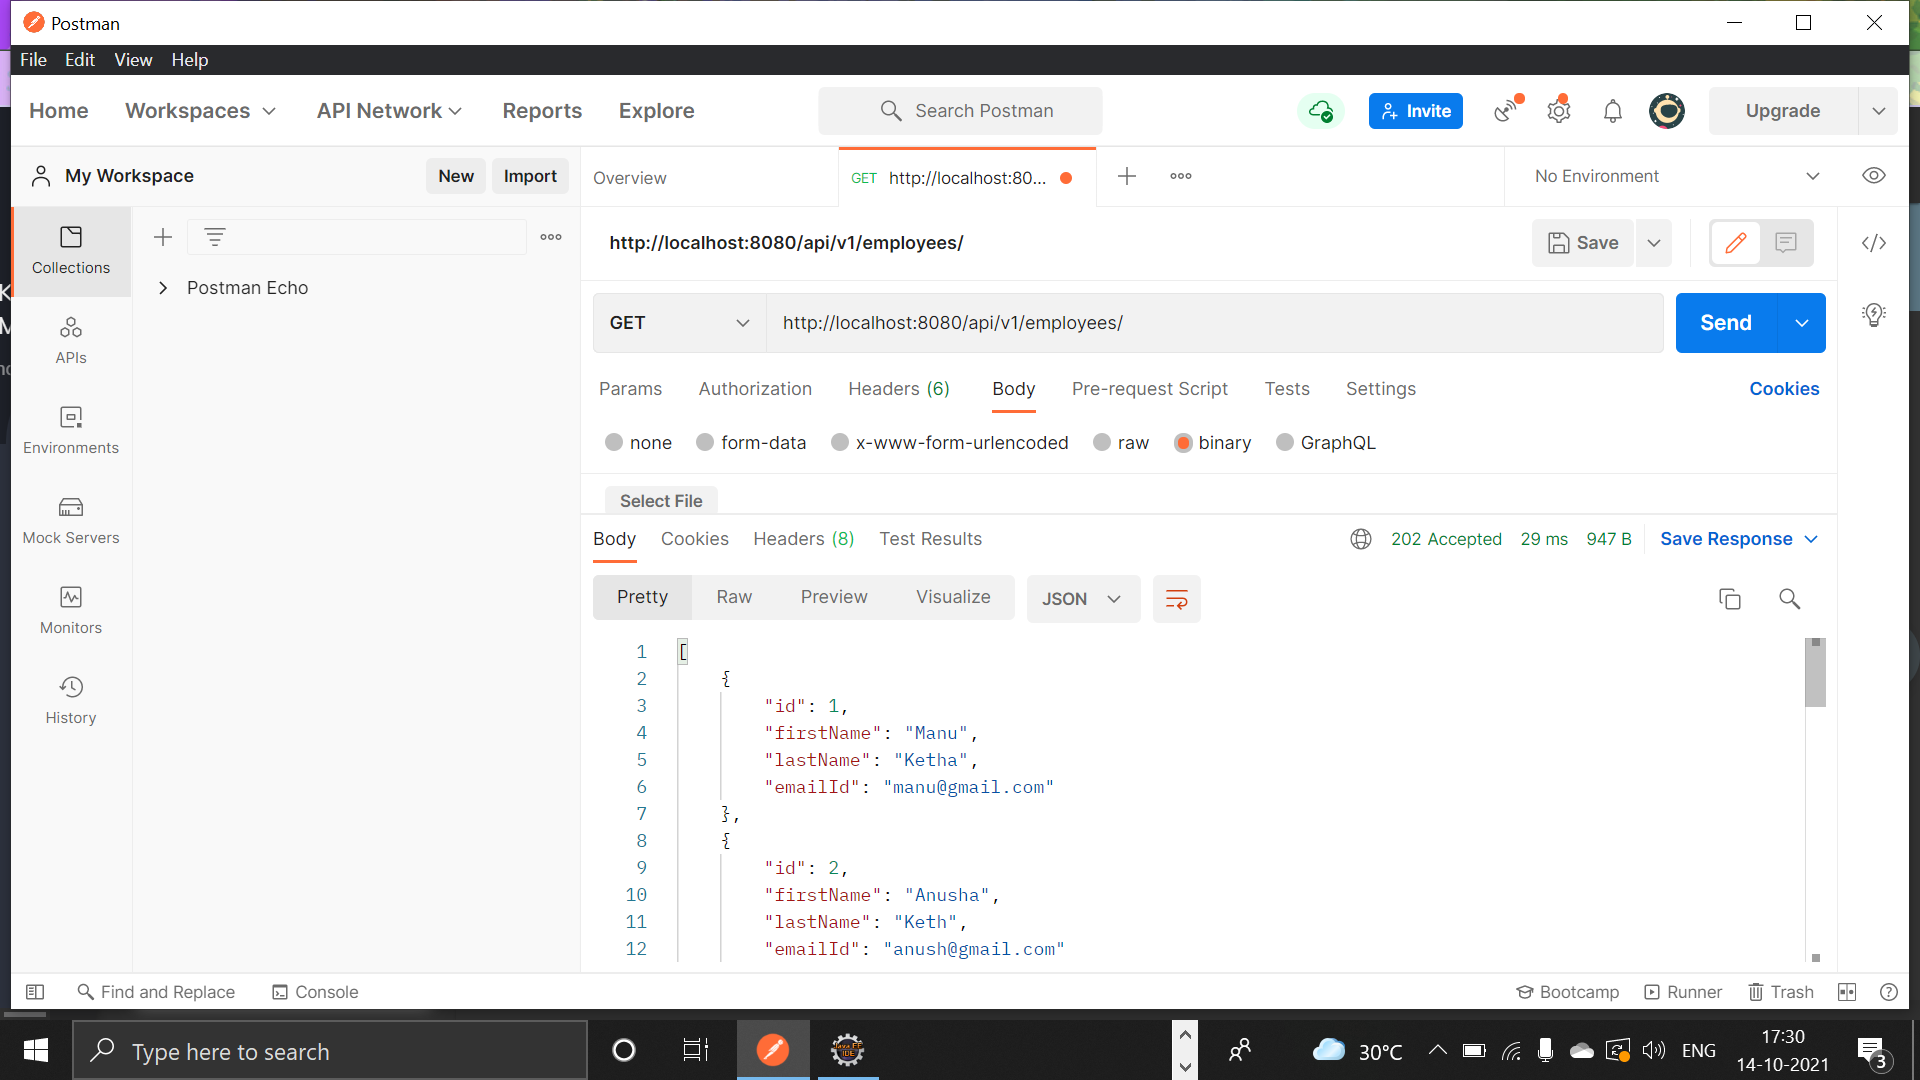 Postman
File Edit View Help
Home Workspaces API Network Reports Explore Search Postman Invite Upgrade
My Workspace New Import Overview GET http://localhost:80... No Environment
Collections
http://localhost:8080/api/v1/employees/ Save
Postman Echo
GET http://localhost:8080/api/v1/employees/ Send
APIs
Params Authorization Headers (6) Body Pre-request Script Tests Settings Cookies
Environments
none form-data x-www-form-urlencoded raw binary GraphQL
Select File
Mock Servers
Body Cookies Headers (8) Test Results 202 Accepted 29 ms 947 B Save Response
Pretty Raw Preview Visualize JSON
Monitors
History
1 [
2 {
3 "id": 1,
4 "firstName": "Manu",
5 "lastName": "Ketha",
6 "emailId": "manu@gmail.com"
7 },
8 {
9 "id": 2,
10 "firstName": "Anusha",
11 "lastName": "Keth",
12 "emailId": "anush@gmail.com"
Find and Replace Console Bootcamp Runner Trash
Type here to search 30°C ENG 17:30
14-10-2021 3